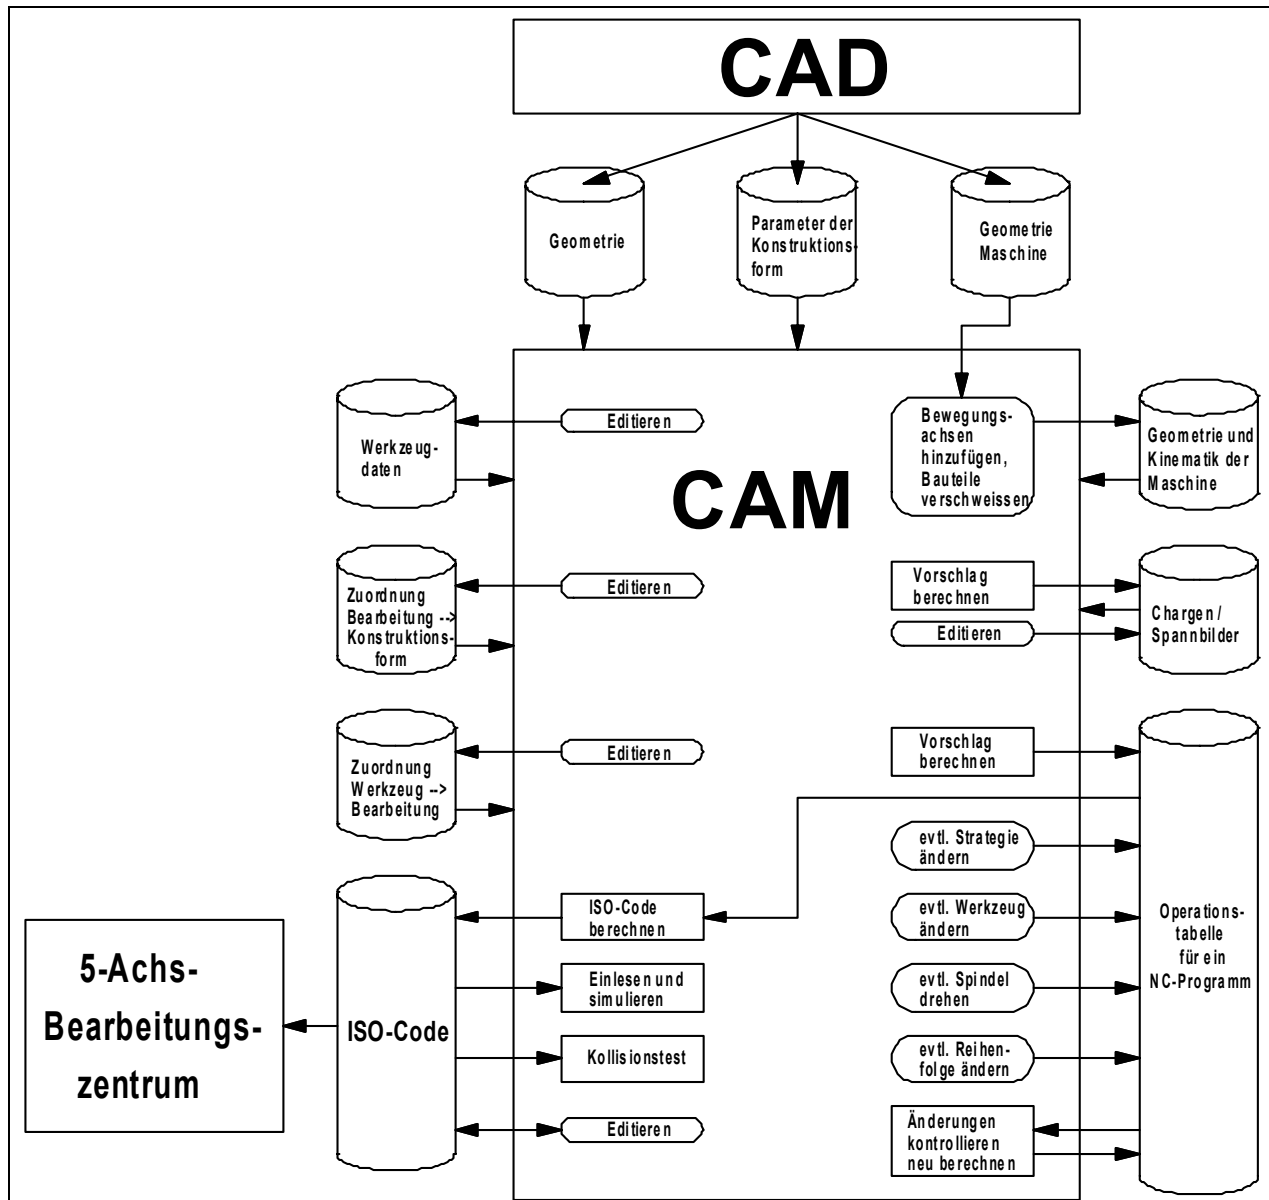 CAD
Geometrie
Parameter der
Konstruktions-
form
Geometrie
Maschine
CAM
Werkzeug-
daten
Editieren
Bewegungs-
achsen
hinzufügen,
Bauteile
verschweissen
Geometrie und
Kinematik der
Maschine
Zuordnung
Bearbeitung -->
Konstruktions-
form
Editieren
Vorschlag
berechnen
Editieren
Chargen /
Spannbilder
Zuordnung
Werkzeug -->
Bearbeitung
Editieren
Vorschlag
berechnen
evtl. Strategie
ändern
evtl. Werkzeug
ändern
evtl. Spindel
drehen
evtl. Reihen-
folge ändern
Änderungen
kontrollieren
neu berechnen
Operations-
tabelle
für ein
NC-Programm
ISO-Code
berechnen
Einlesen und
simulieren
Kollisionstest
Editieren
ISO-Code
5-Achs-
Bearbeitungs-
zentrum